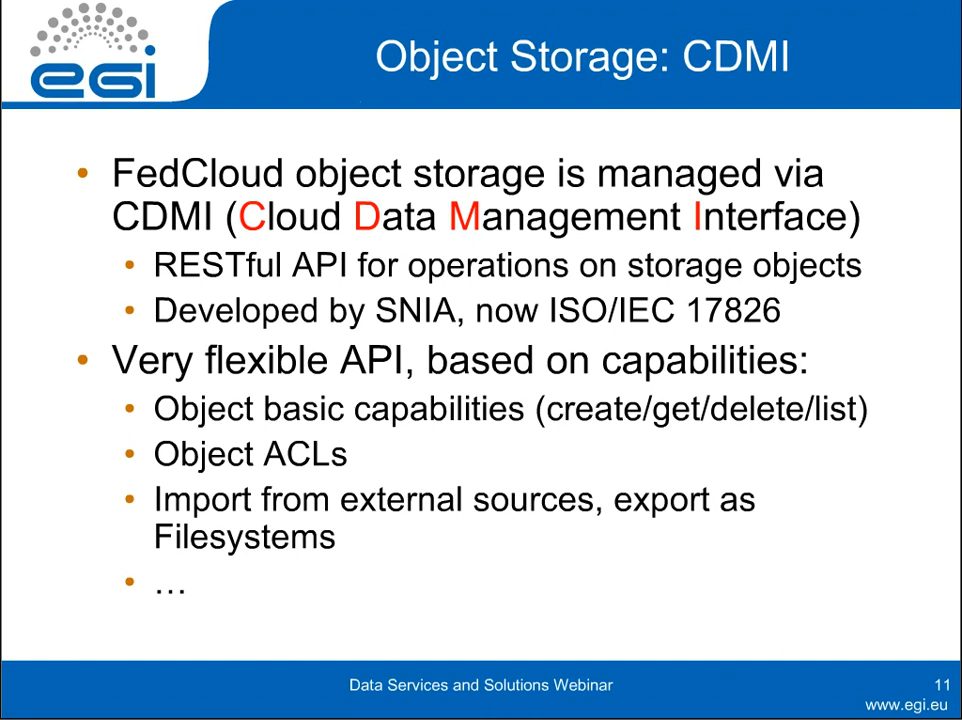 egi
Object Storage: CDMI
• FedCloud object storage is managed via
CDMI (Cloud Data Management Interface)
• RESTful API for operations on storage objects
• Developed by SNIA, now ISO/IEC 17826
• Very flexible API, based on capabilities:
• Object basic capabilities (create/get/delete/list)
• Object ACLs
• Import from external sources, export as
Filesystems
• …
Data Services and Solutions Webinar
11
www.egi.eu